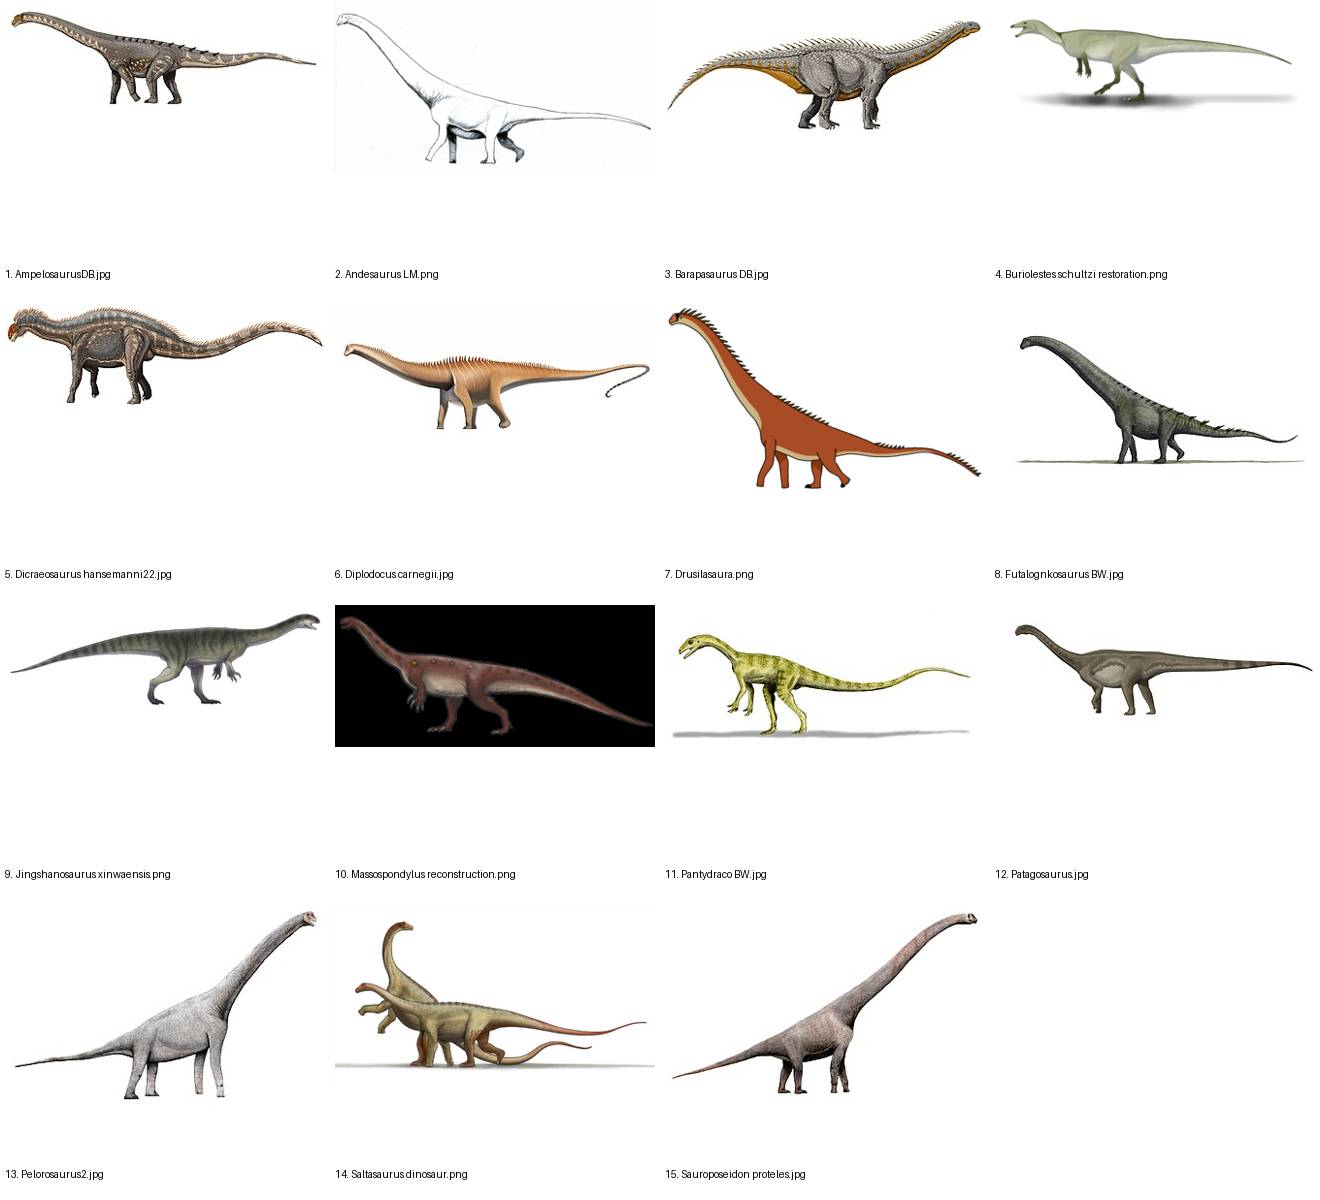 1. AmpelosaurusDB.jpg
2. Andesaurus LM.png
3. Barapasaurus DB.jpg
4. Buriolestes schultzi restoration.png
5. Dicraeosaurus hansemanni22.jpg
6. Diplodocus carnegii.jpg
7. Drusilasaura.png
8. Futalognkosaurus BW.jpg
9. Jingshanosaurus xinwaensis.png
10. Massospondylus reconstruction.png
11. Pantydraco BW.jpg
12. Patagosaurus.jpg
13. Pelorosaurus2.jpg
14. Saltasaurus dinosaur.png
15. Sauroposeidon proteles.jpg